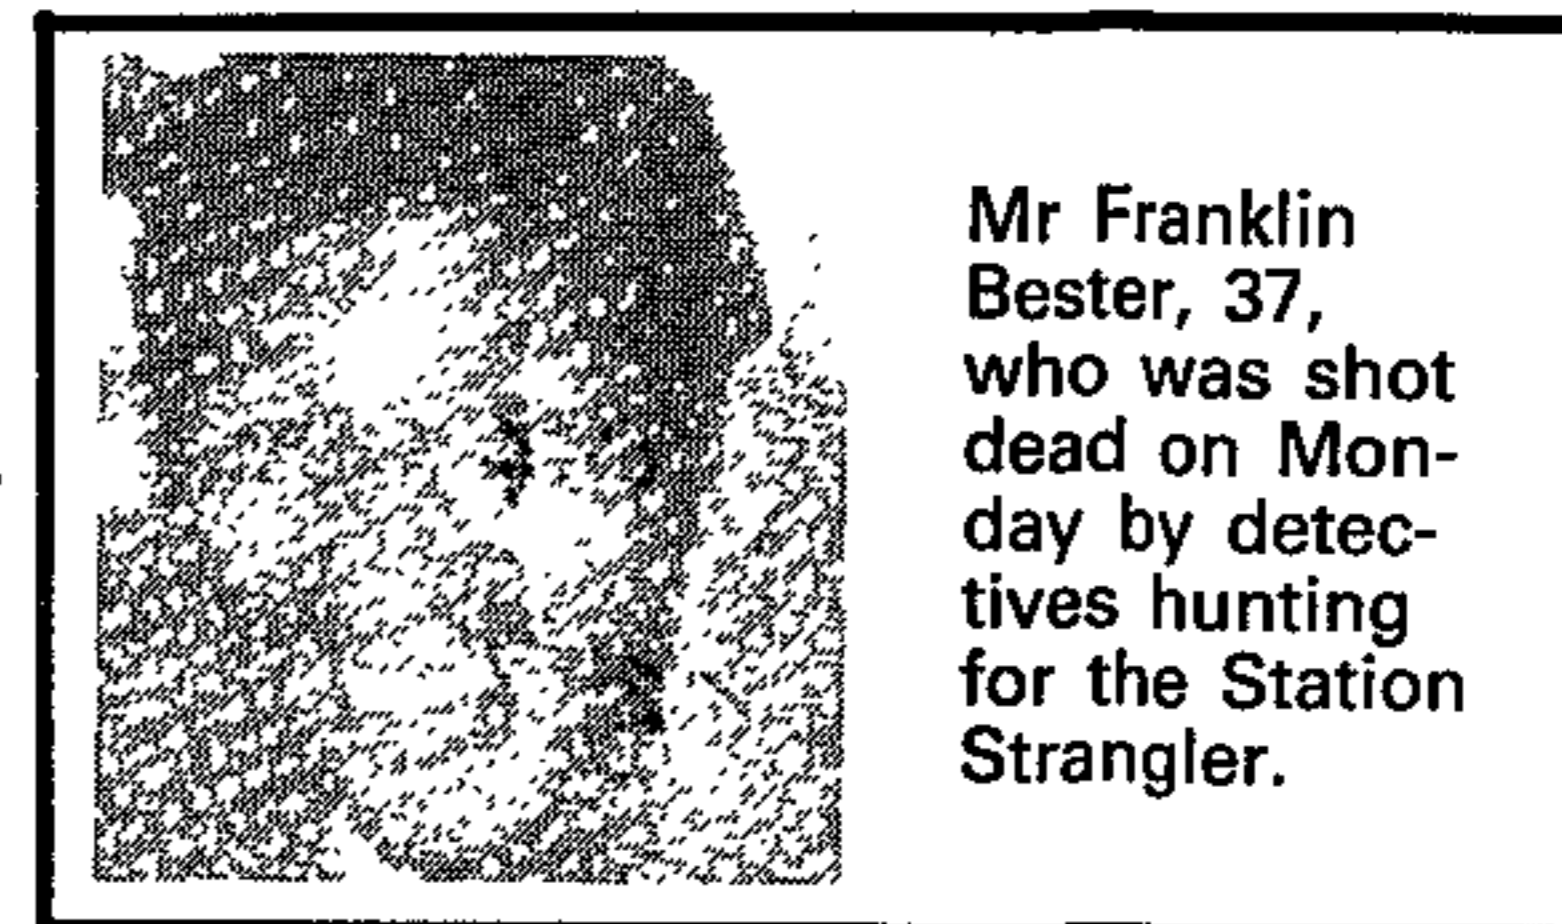 Mr Franklin
Bester, 37,
who was shot
dead on Mon-
day by detec-
tives hunting
for the Station
Strangler.